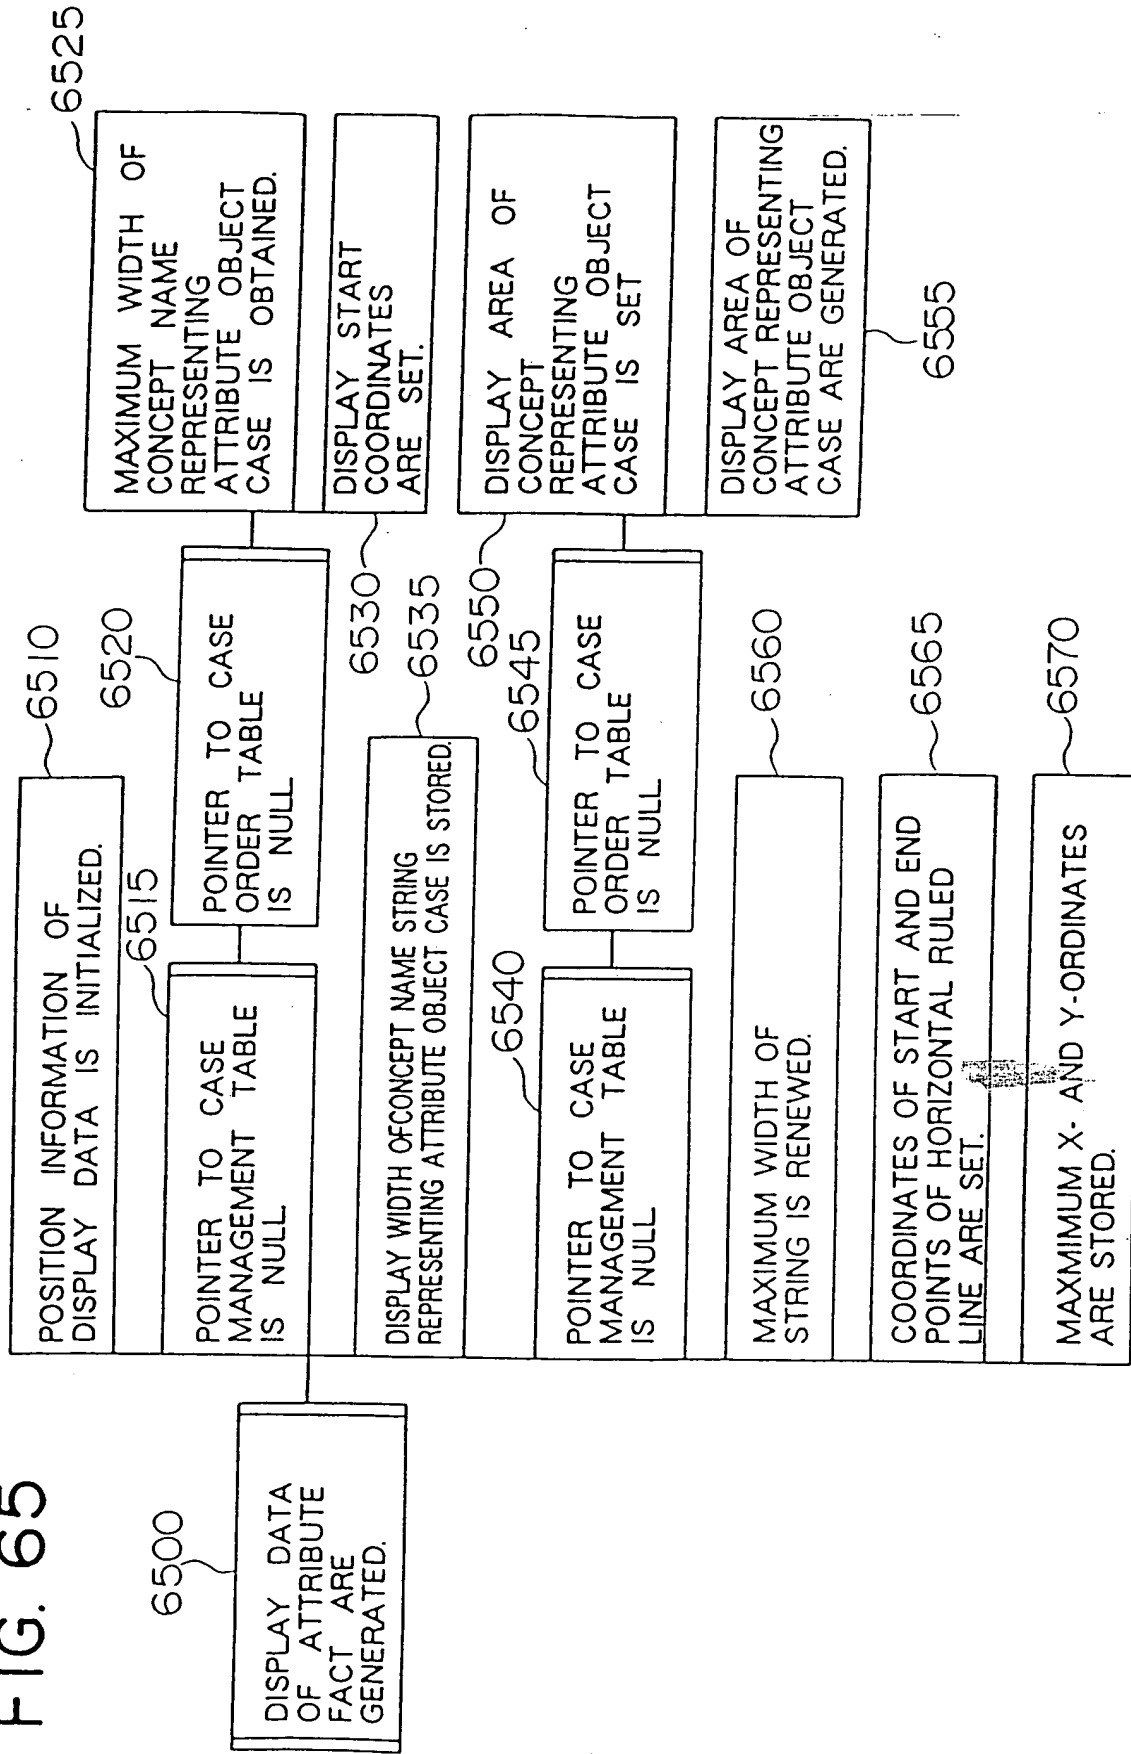 FIG. 65
6500
DISPLAY DATA
OF ATTRIBUTE
FACT ARE
GENERATED.
6510
POSITION INFORMATION OF
DISPLAY DATA IS INITIALIZED.
6515
POINTER TO CASE
MANAGEMENT TABLE
IS NULL.
6520
POINTER TO CASE
ORDER TABLE
IS NULL
6525
MAXIMUM WIDTH OF
CONCEPT NAME
REPRESENTING
ATTRIBUTE OBJECT
CASE IS OBTAINED.
6530
DISPLAY START
COORDINATES
ARE SET.
6535
DISPLAY WIDTH OFCONCEPT NAME STRING
REPRESENTING ATTRIBUTE OBJECT CASE IS STORED.
6540
POINTER TO CASE
MANAGEMENT TABLE
IS NULL
6545
POINTER TO CASE
ORDER TABLE
IS NULL
6550
DISPLAY AREA OF
CONCEPT
REPRESENTING
ATTRIBUTE OBJECT
CASE IS SET
6555
DISPLAY AREA OF
CONCEPT REPRESENTING
ATTRIBUTE OBJECT
CASE ARE GENERATED.
6560
MAXIMUM WIDTH OF
STRING IS RENEWED.
6565
COORDINATES OF START AND END
POINTS OF HORIZONTAL RULED
LINE ARE SET.
6570
MAXMIMUM X- AND Y-ORDINATES
ARE STORED.